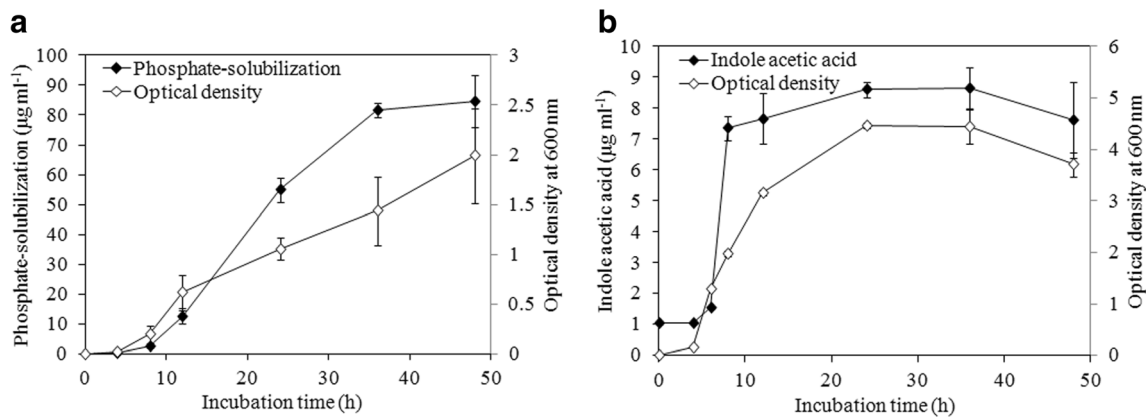 a
Phosphate-solubilization
Optical density
Phosphate-solubilization (µg ml-1)
100
90
80
70
60
50
40
30
20
10
0
3
2.5
2
1.5
1
0.5
0
Optical density at 600 nm
0 10 20 30 40 50
Incubation time (h)
b
Indole acetic acid
Optical density
Indole acetic acid (µg ml-1)
10
9
8
7
6
5
4
3
2
1
0
6
5
4
3
2
1
0
Optical density at 600 nm
0 10 20 30 40 50
Incubation time (h)